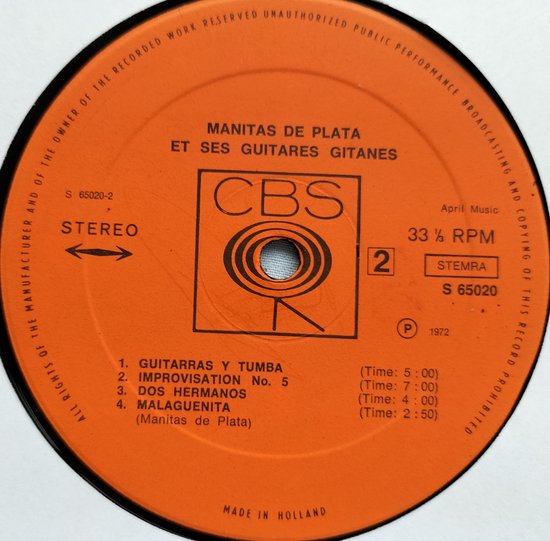 ALL RIGHTS OF THE MANUFACTURER AND OF THE OWNER OF THE RECORDED WORK RESERVED UNAUTHORIZED PUBLIC PERFORMANCE BROADCASTING AND COPYING OF THIS RECORD PROHIBITED
MANITAS DE PLATA
ET SES GUITARES GITANES
CBS
S 65020-2
April Music
STEREO
33 ⅓ RPM
2
STEMRA
S 65020
Ⓟ 1972
1. GUITARRAS Y TUMBA (Time: 5:00)
2. IMPROVISATION No. 5 (Time: 7:00)
3. DOS HERMANOS (Time: 4:00)
4. MALAGUENITA (Time: 2:50)
(Manitas de Plata)
MADE IN HOLLAND